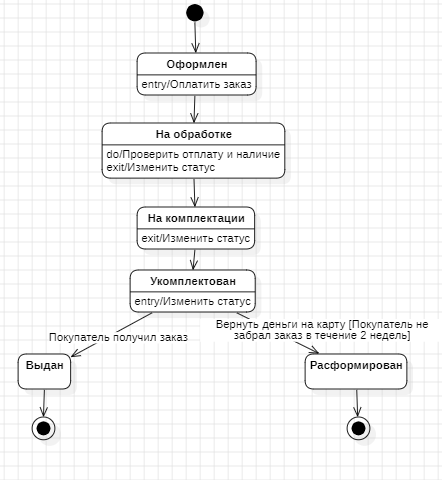 Оформлен
entry/Оплатить заказ
На обработке
do/Проверить отплату и наличие
exit/Изменить статус
На комплектации
exit/Изменить статус
Укомплектован
entry/Изменить статус
Покупатель получил заказ
Вернуть деньги на карту [Покупатель не
забрал заказ в течение 2 недель]
Выдан
Расформирован